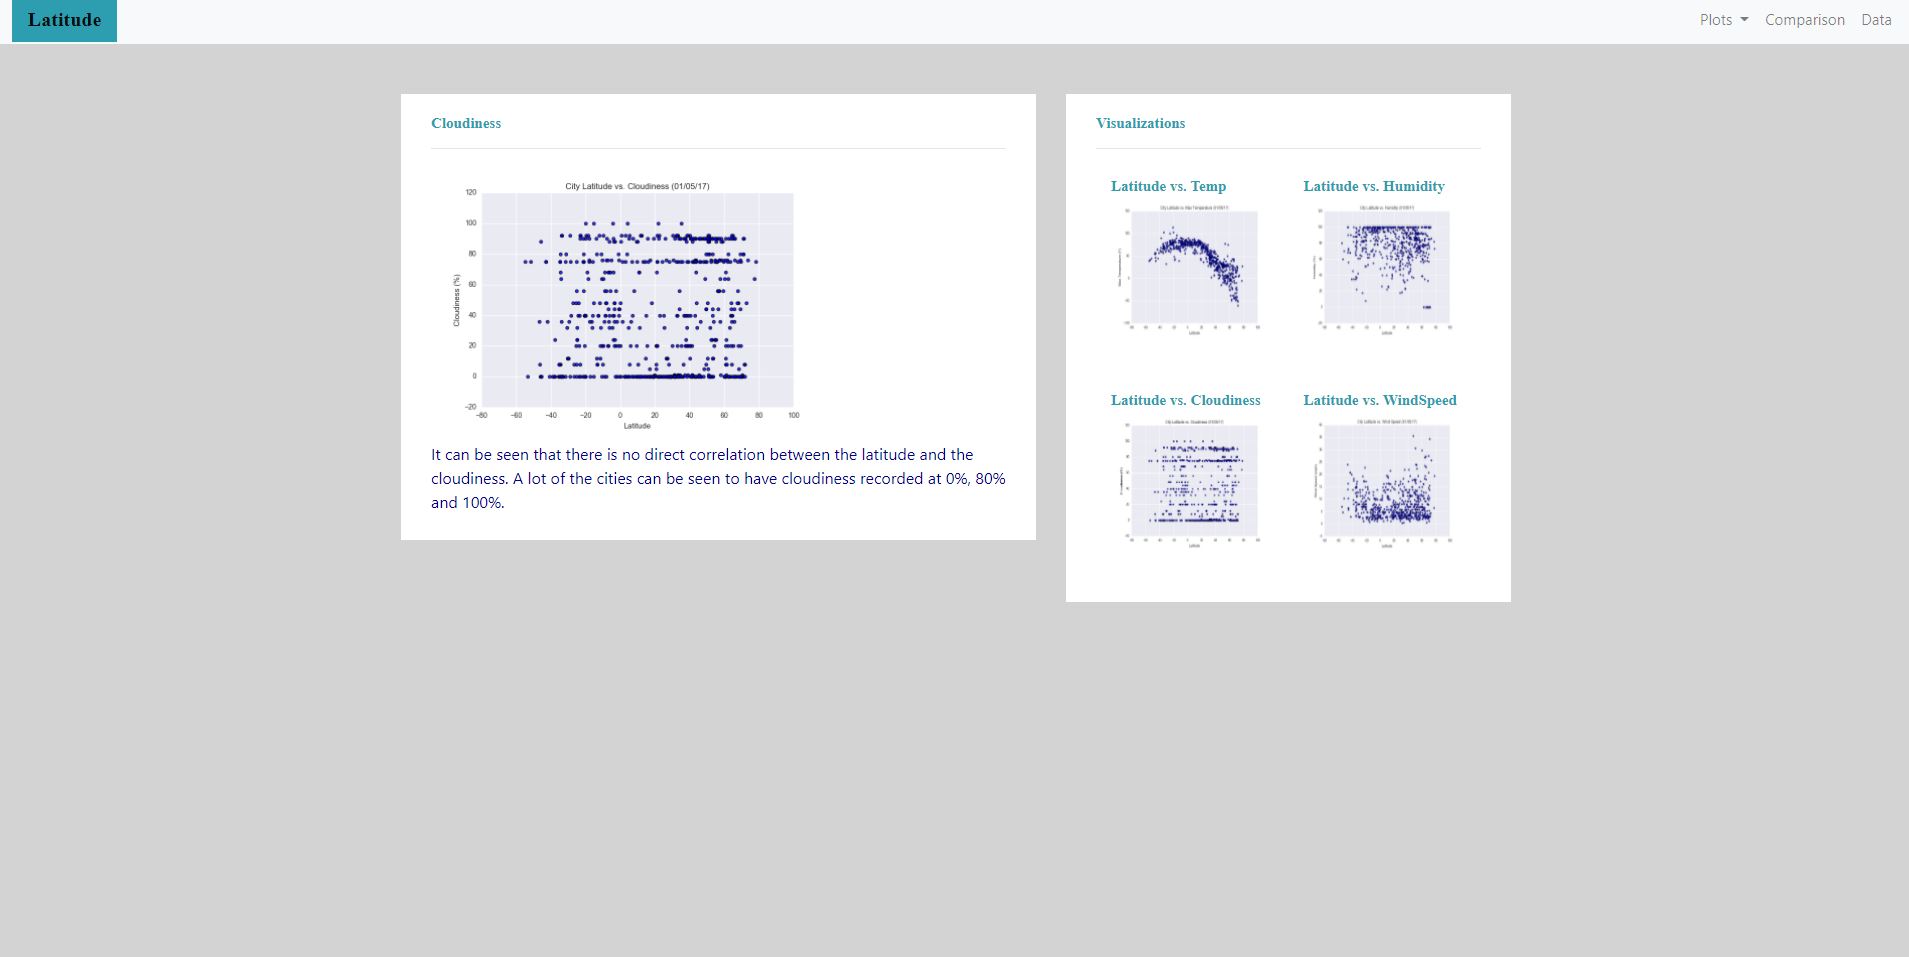 Latitude
Plots
Comparison
Data
Cloudiness
City Latitude vs. Cloudiness (01/05/17)
120
100
80
60
40
20
0
−20
Cloudiness (%)
−80 −60 −40 −20 0 20 40 60 80 100
Latitude
It can be seen that there is no direct correlation between the latitude and the
cloudiness. A lot of the cities can be seen to have cloudiness recorded at 0%, 80%
and 100%.
Visualizations
Latitude vs. Temp
Latitude vs. Humidity
Latitude vs. Cloudiness
Latitude vs. WindSpeed